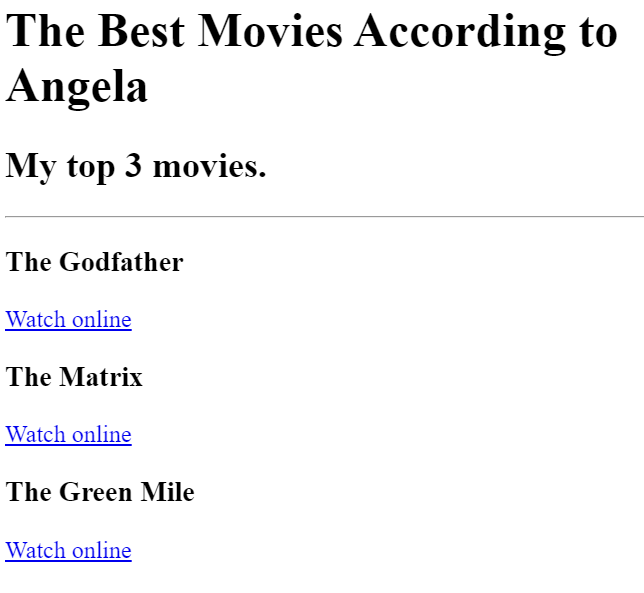 The Best Movies According to
Angela
My top 3 movies.
The Godfather
Watch online
The Matrix
Watch online
The Green Mile
Watch online